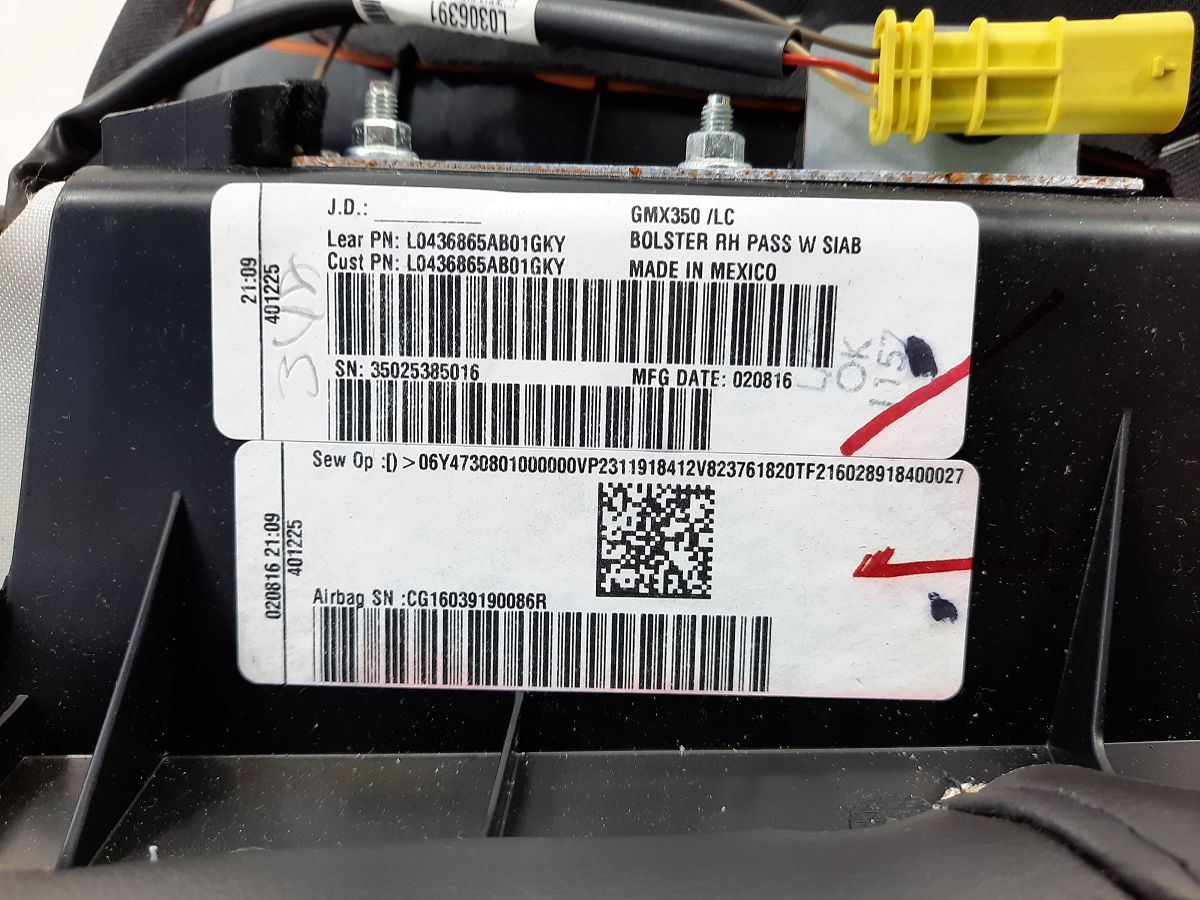 L0306391
J.D.: ___________
GMX350 /LC
Lear PN: L0436865AB01GKY
BOLSTER RH PASS W SIAB
Cust PN: L0436865AB01GKY
MADE IN MEXICO
21:09
401225
SN: 35025385016
MFG DATE: 020816
OK
Sew Op :[) >06Y4730801000000VP2311918412V823761820TF216028918400027
020816 21:09
401225
Airbag SN :CG16039190086R